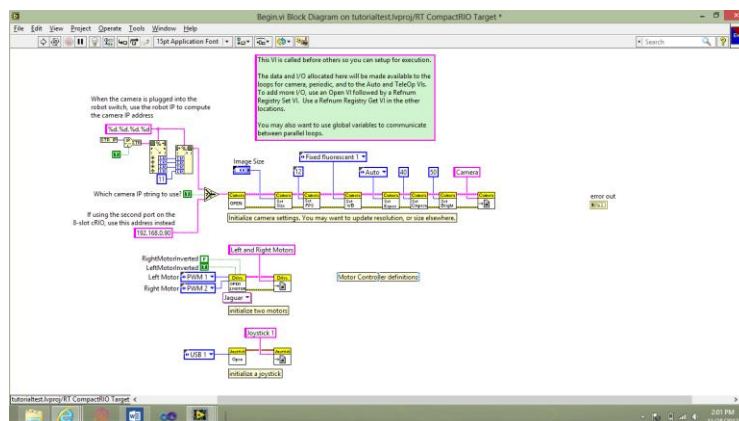 Begin.vi Block Diagram on tutorialtest.lvproj/RT CompactRIO Target *
File Edit View Project Operate Tools Window Help
15pt Application Font
Search
This VI is called before others so you can setup for execution.
The data and I/O allocated here will be made available to the
loops for camera, periodic, and to the Auto and TeleOp VIs.
To add more I/O, use an Open VI followed by a Refnum
Registry Set VI. Use a Refnum Registry Get VI in the other
locations.
You may also want to use global variables to communicate
between parallel loops.
When the camera is plugged into the
robot switch, use the robot IP to compute
the camera IP address
%d.%d.%d.%d
11
Which camera IP string to use?
If using the second port on the
8-slot cRIO, use this address instead
192.168.0.90
Image Size
12
Fixed fluorescent 1
Auto
40
50
Camera
OPEN
Initialize camera settings. You may want to update resolution, or size elsewhere.
error out
Left and Right Motors
RightMotorInverted
LeftMotorInverted
Left Motor PWM 1
Right Motor PWM 2
Jaguar
initialize two motors
Motor Controller definitions
Joystick 1
USB 1
Joystick
Open
initialize a joystick
tutorialtest.lvproj/RT CompactRIO Target
2:01 PM